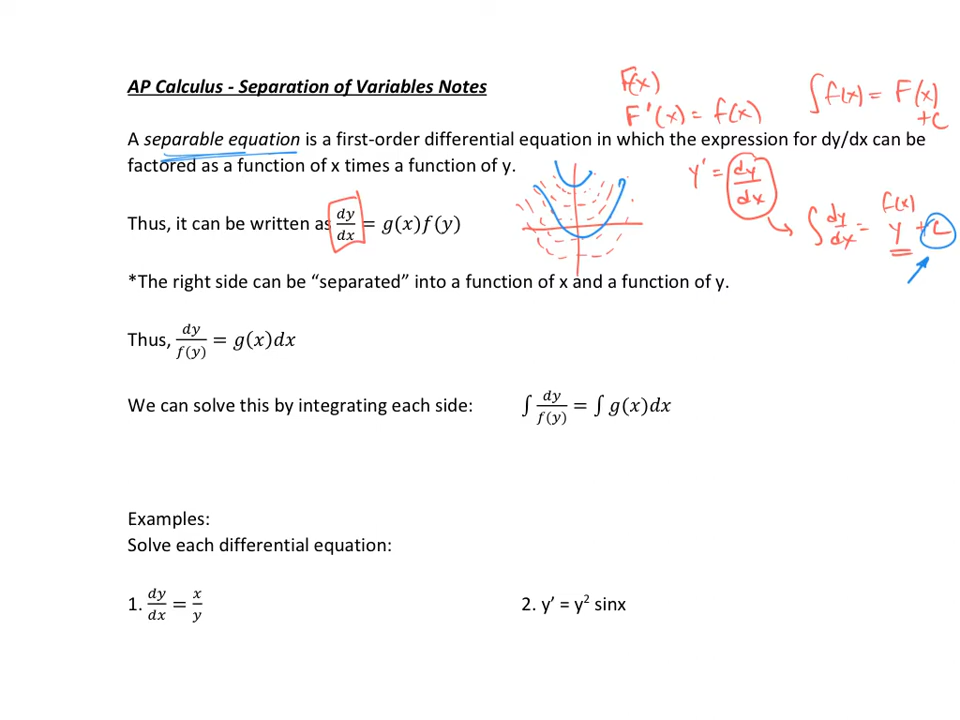 AP Calculus - Separation of Variables Notes
F(x)
F'(x) = f(x)
∫f(x) = F(x)
+C
A separable equation is a first-order differential equation in which the expression for dy/dx can be
factored as a function of x times a function of y.
y' = dy/dx
Thus, it can be written as dy/dx = g(x)f(y)
f(x)
∫ dy/dx = y + C
*The right side can be “separated” into a function of x and a function of y.
Thus, dy/f(y) = g(x)dx
We can solve this by integrating each side: ∫ dy/f(y) = ∫ g(x)dx
Examples:
Solve each differential equation:
1. dy/dx = x/y
2. y’ = y² sinx